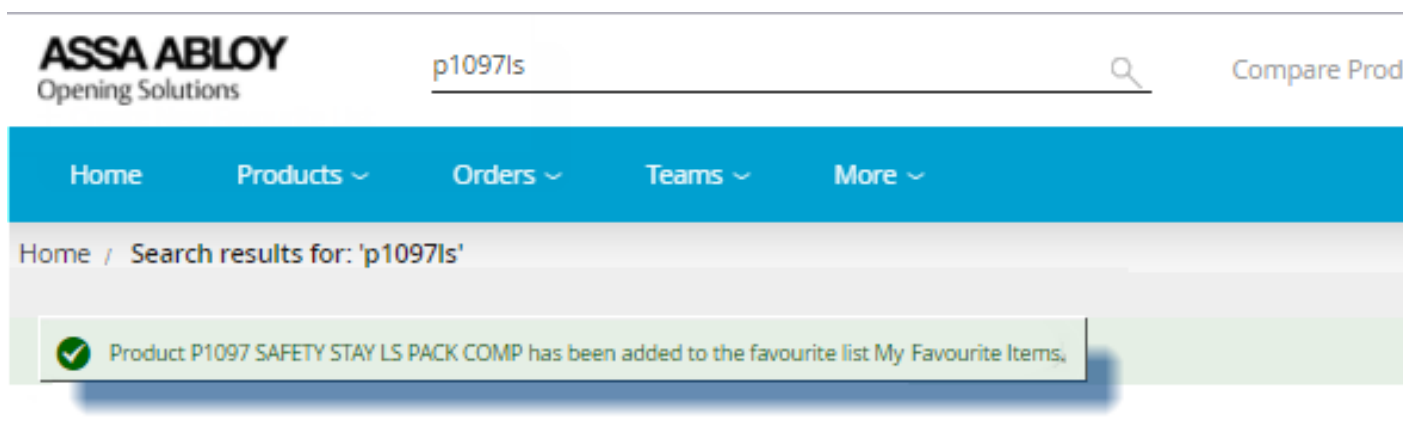 ASSA ABLOY
Opening Solutions
p1097ls
Compare Prod
Home Products Orders Teams More
Home / Search results for: 'p1097ls'
Product P1097 SAFETY STAY LS PACK COMP has been added to the favourite list My Favourite Items.